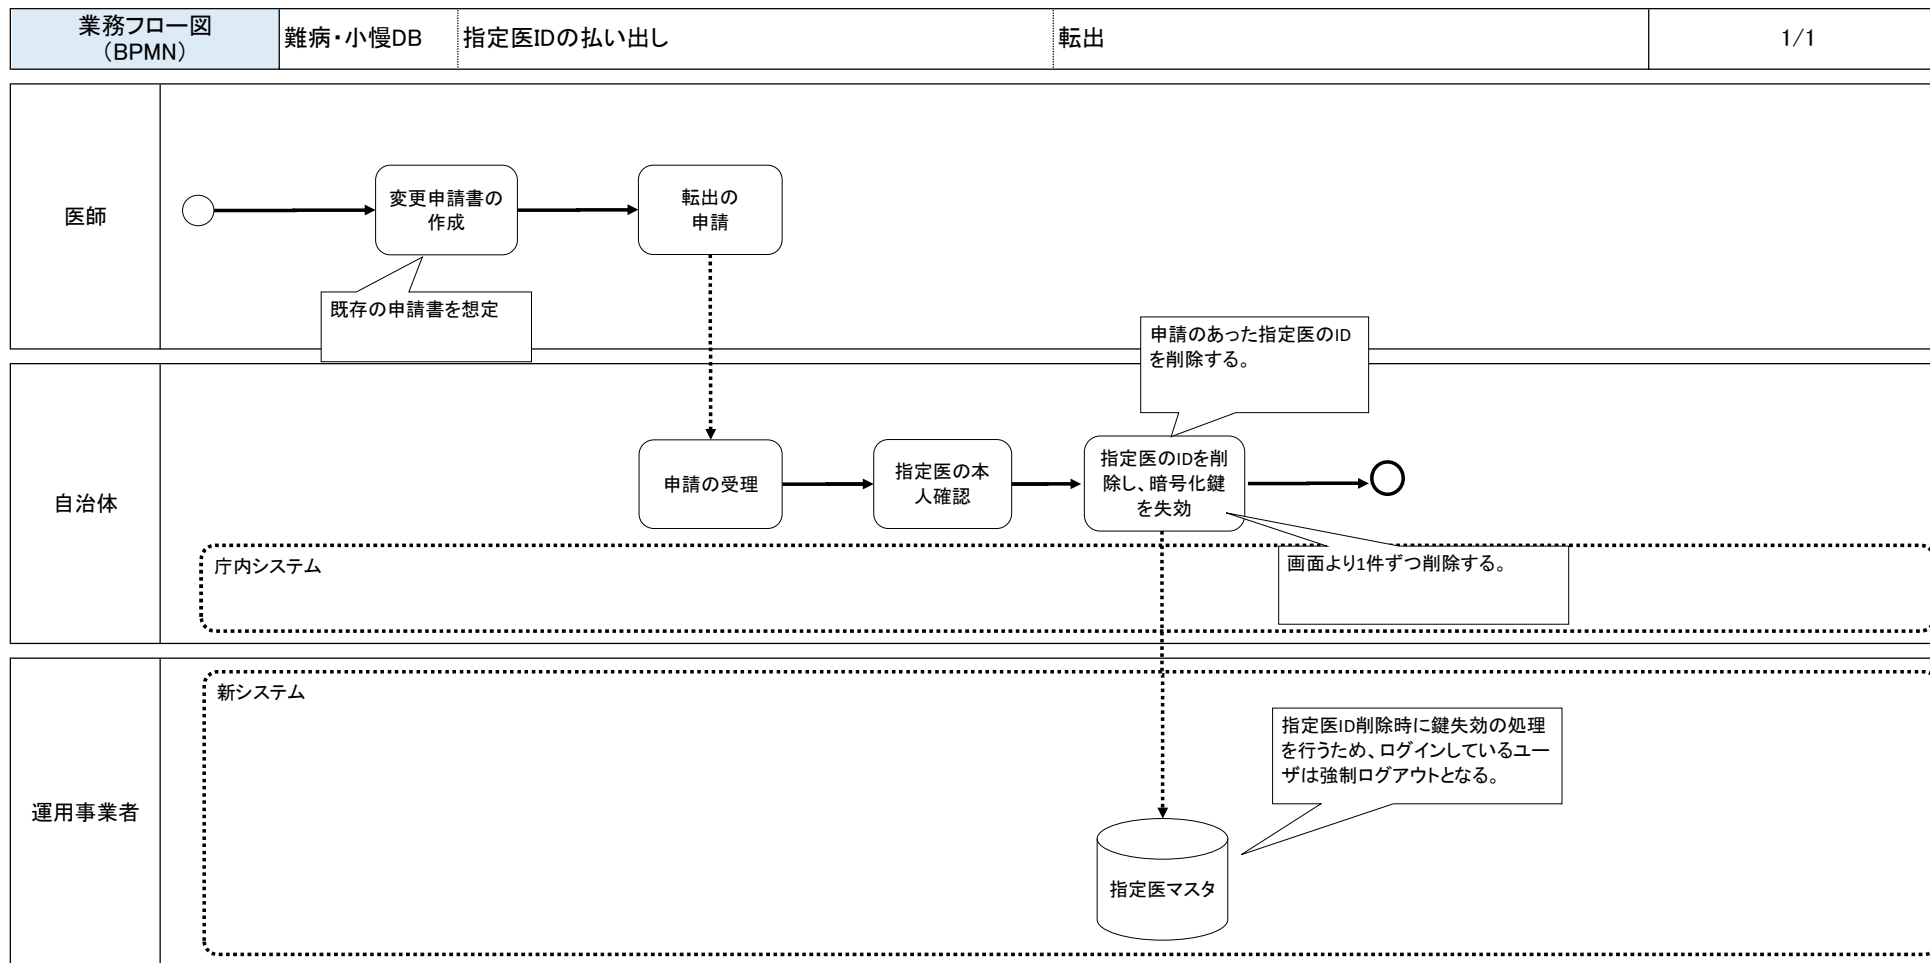 業務フロー図
（BPMN）
難病・小慢DB
指定医IDの払い出し
転出
1/1
医師
変更申請書の
作成
転出の
申請
既存の申請書を想定
申請のあった指定医のID
を削除する。
自治体
申請の受理
指定医の本
人確認
指定医のIDを削
除し、暗号化鍵
を失効
庁内システム
画面より1件ずつ削除する。
運用事業者
新システム
指定医ID削除時に鍵失効の処理
を行うため、ログインしているユー
ザは強制ログアウトとなる。
指定医マスタ